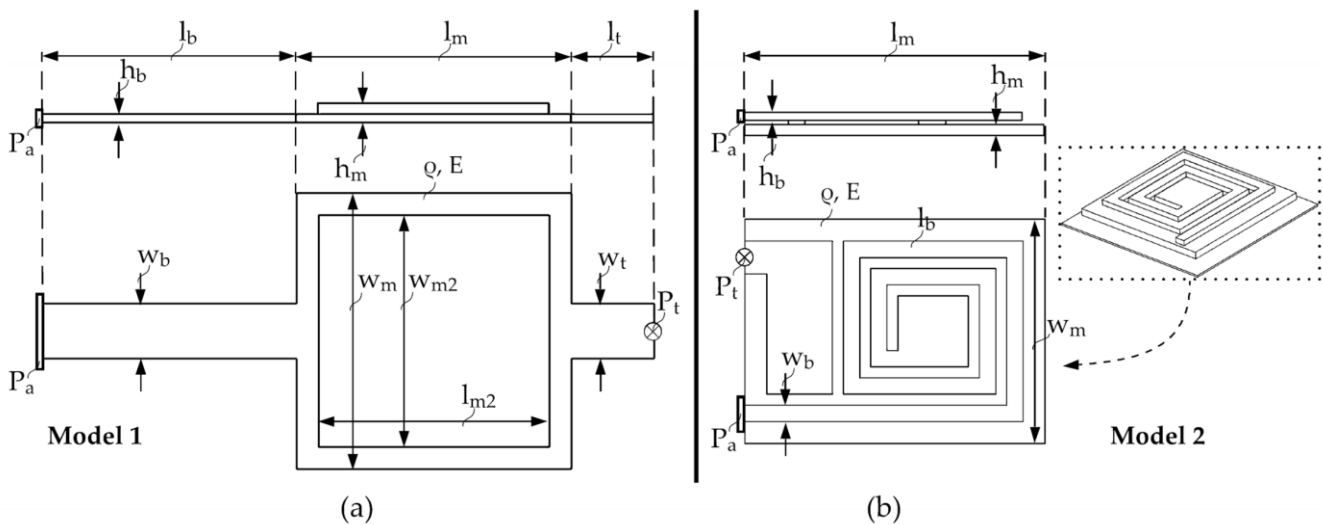 l_b
l_m
l_t
h_b
P_a
h_m
ϱ, E
w_b
w_m
w_m2
w_t
P_t
P_a
l_m2
Model 1
(a)
l_m
h_m
P_a
h_b
ϱ, E
l_b
P_t
w_m
w_b
P_a
Model 2
(b)